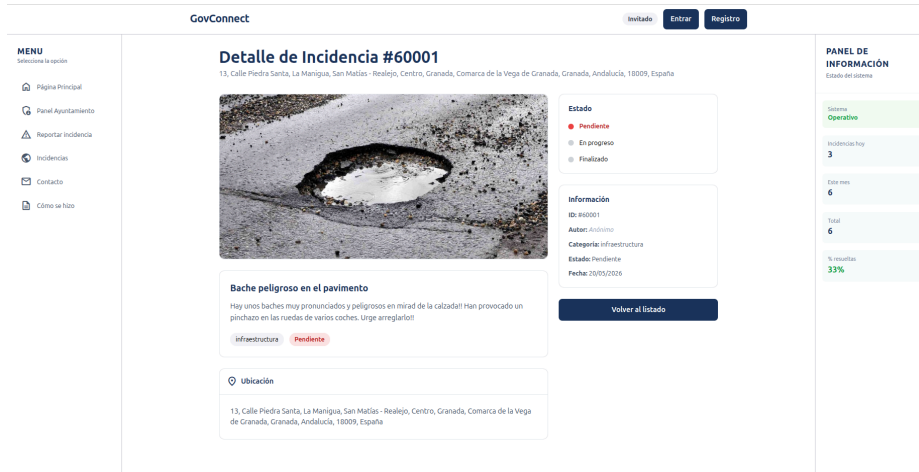 GovConnect
Invitado
Entrar
Registro
MENU
Selecciona la opción
Página Principal
Panel Ayuntamiento
Reportar incidencia
Incidencias
Contacto
Cómo se hizo
Detalle de Incidencia #60001
13, Calle Piedra Santa, La Manigua, San Matías - Realejo, Centro, Granada, Comarca de la Vega de Granada, Granada, Andalucía, 18009, España
Bache peligroso en el pavimento
Hay unos baches muy pronunciados y peligrosos en mirad de la calzada!! Han provocado un
pinchazo en las ruedas de varios coches. Urge arreglarlo!!
infraestructura
Pendiente
Ubicación
13, Calle Piedra Santa, La Manigua, San Matías - Realejo, Centro, Granada, Comarca de la Vega
de Granada, Granada, Andalucía, 18009, España
Estado
Pendiente
En progreso
Finalizado
Información
ID: #60001
Autor: Anónimo
Categoría: infraestructura
Estado: Pendiente
Fecha: 20/05/2026
Volver al listado
PANEL DE
INFORMACIÓN
Estado del sistema
Sistema
Operativo
Incidencias hoy
3
Este mes
6
Total
6
% resueltas
33%